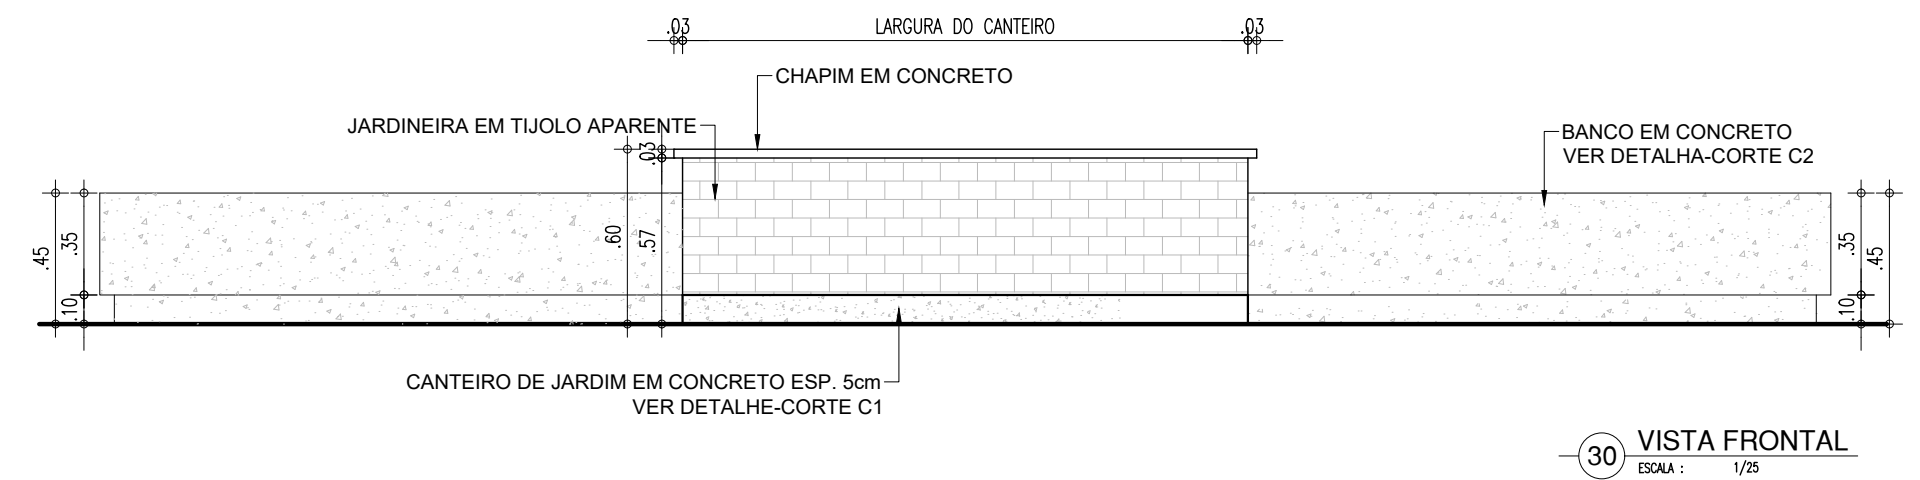 .03
LARGURA DO CANTEIRO
.03
CHAPIM EM CONCRETO
JARDINEIRA EM TIJOLO APARENTE
BANCO EM CONCRETO
VER DETALHA-CORTE C2
.03
.45
.35
.10
.60
.57
.35
.45
.10
CANTEIRO DE JARDIM EM CONCRETO ESP. 5cm
VER DETALHE-CORTE C1
30
VISTA FRONTAL
ESCALA : 1/25